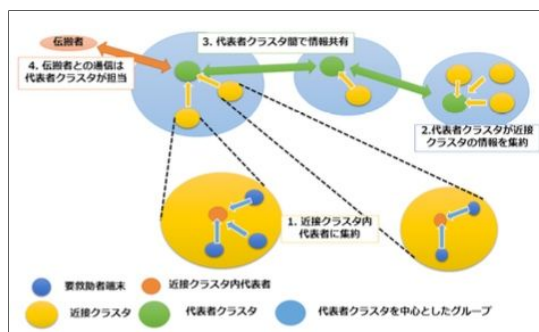 伝搬者
3. 代表者クラスタ間で情報共有
4. 伝搬者との通信は
代表者クラスタが担当
2.代表者クラスタが近接
クラスタの情報を集約
1. 近接クラスタ内
代表者に集約
要救助者端末
近接クラスタ内代表者
近接クラスタ
代表者クラスタ
代表者クラスタを中心としたグループ